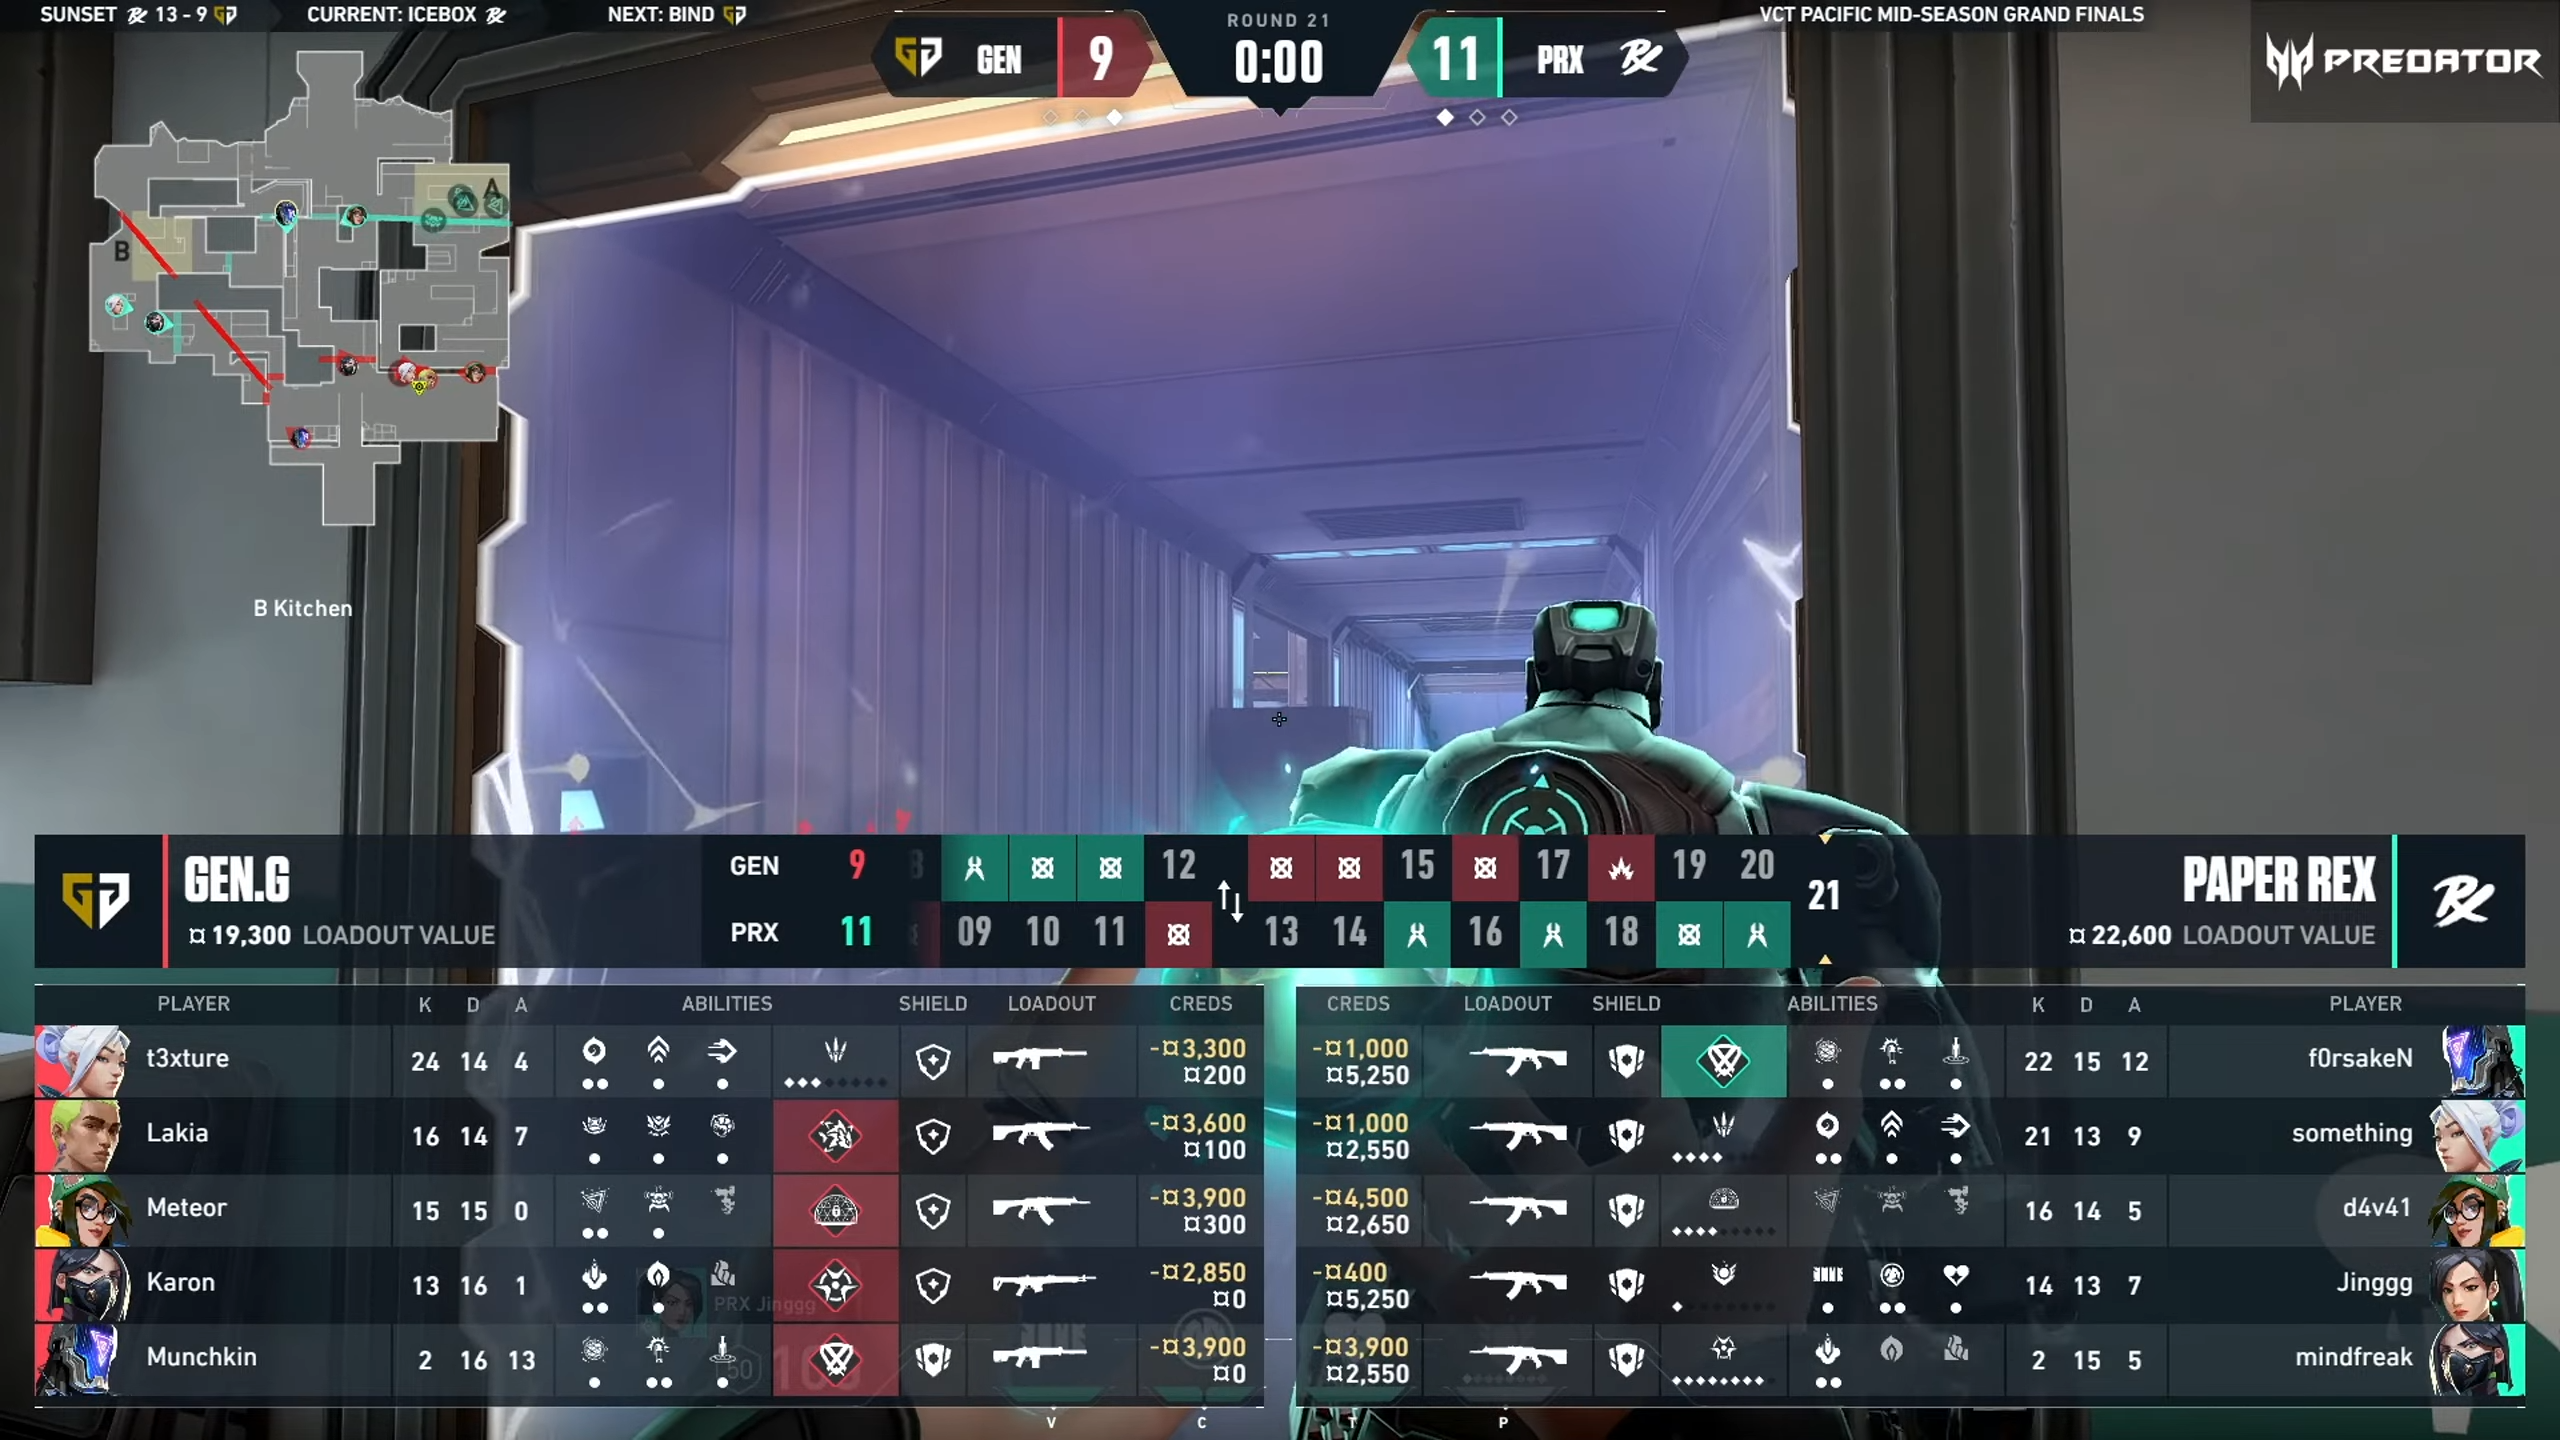 SUNSET 13 - 9
CURRENT: ICEBOX
NEXT: BIND
GEN 9
ROUND 21
0:00
11 PRX
VCT PACIFIC MID-SEASON GRAND FINALS
PREDATOR
A
B
B Kitchen
GEN.G
¤ 19,300 LOADOUT VALUE
GEN 9 12 15 17 19 20
PRX 11 09 10 11 13 14 16 18
21
PAPER REX
¤ 22,600 LOADOUT VALUE
PLAYER K D A ABILITIES SHIELD LOADOUT CREDS
t3xture 24 14 4 -¤3,300
¤200
Lakia 16 14 7 -¤3,600
¤100
Meteor 15 15 0 -¤3,900
¤300
Karon 13 16 1 -¤2,850
¤0
PRX Jinggg
Munchkin 2 16 13 -¤3,900
¤0
50
100
CREDS LOADOUT SHIELD ABILITIES K D A PLAYER
-¤1,000 22 15 12 f0rsakeN
¤5,250
-¤1,000 21 13 9 something
¤2,550
-¤4,500 16 14 5 d4v41
¤2,650
-¤400 14 13 7 Jinggg
¤5,250
-¤3,900 2 15 5 mindfreak
¤2,550
V C T P